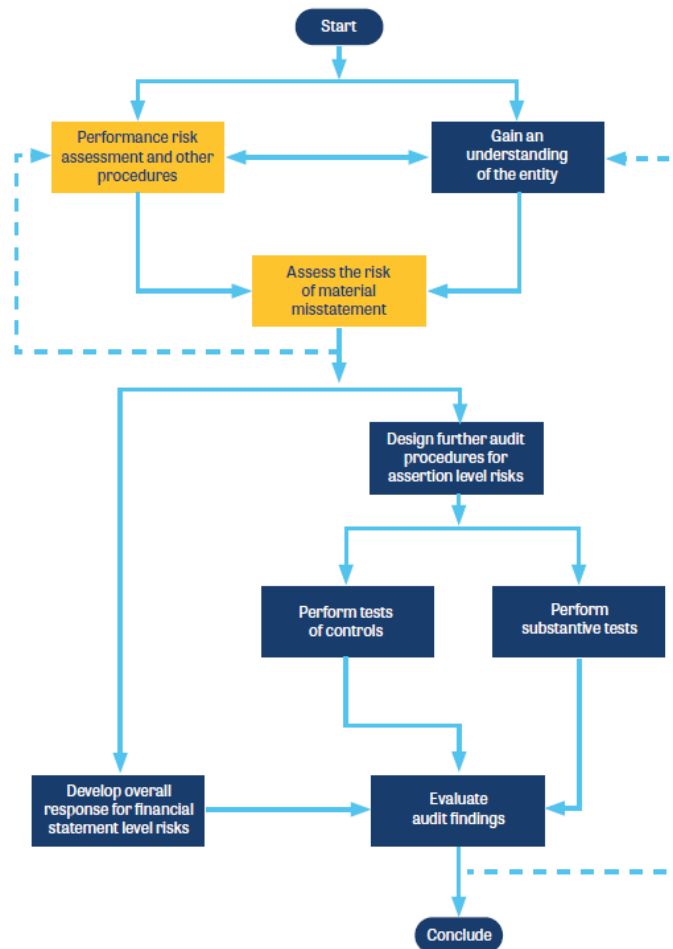 Start
Performance risk
assessment and other
procedures
Gain an
understanding
of the entity
Assess the risk
of material
misstatement
Design further audit
procedures for
assertion level risks
Perform tests
of controls
Perform
substantive tests
Develop overall
response for financial
statement level risks
Evaluate
audit findings
Conclude